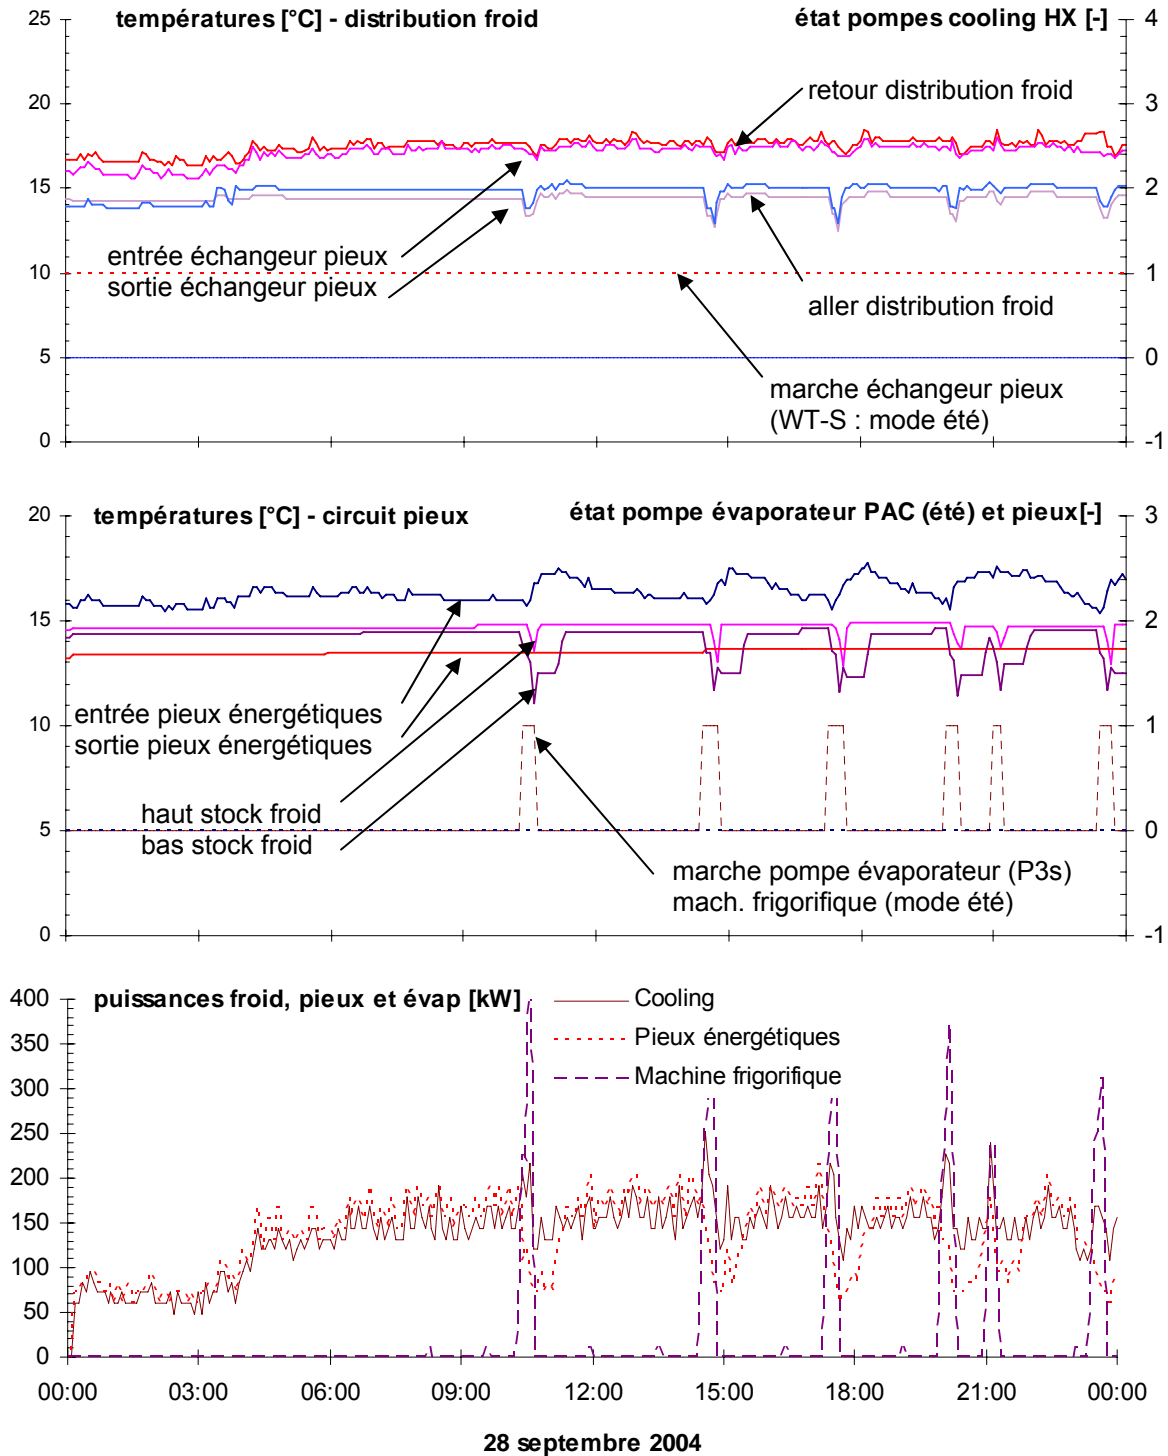 températures [°C] - distribution froid
état pompes cooling HX [-]
25
20
15
10
5
0
4
3
2
1
0
-1
retour distribution froid
entrée échangeur pieux
sortie échangeur pieux
aller distribution froid
marche échangeur pieux
(WT-S : mode été)
températures [°C] - circuit pieux
état pompe évaporateur PAC (été) et pieux[-]
20
15
10
5
0
3
2
1
0
-1
entrée pieux énergétiques
sortie pieux énergétiques
haut stock froid
bas stock froid
marche pompe évaporateur (P3s)
mach. frigorifique (mode été)
puissances froid, pieux et évap [kW]
Cooling
Pieux énergétiques
Machine frigorifique
400
350
300
250
200
150
100
50
0
00:00 03:00 06:00 09:00 12:00 15:00 18:00 21:00 00:00
28 septembre 2004